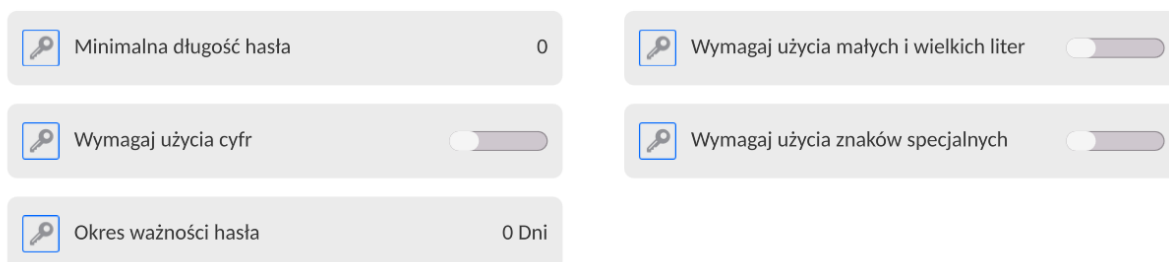 Minimalna długość hasła 0
Wymagaj użycia małych i wielkich liter
Wymagaj użycia cyfr
Wymagaj użycia znaków specjalnych
Okres ważności hasła 0 Dni